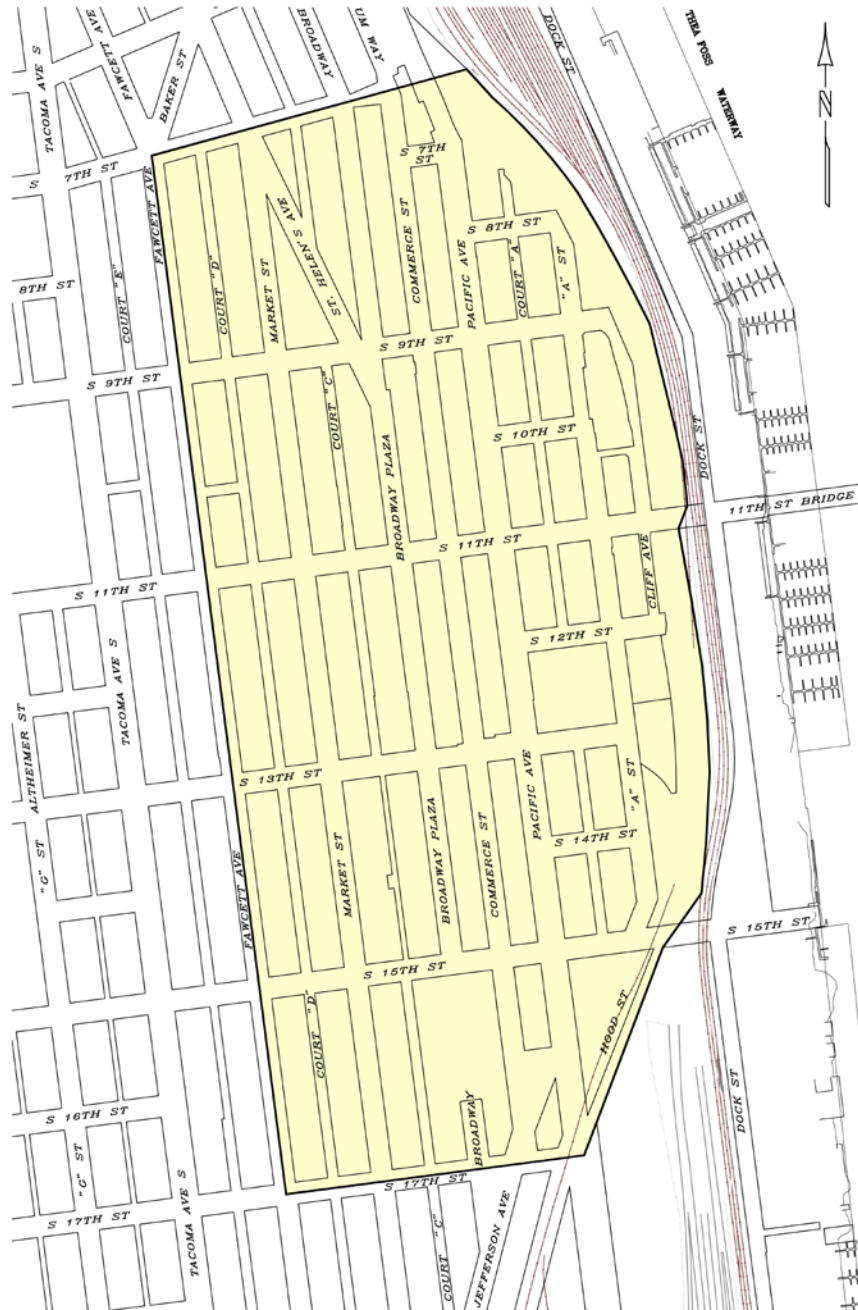 TACOMA AVE S
FAWCETT AVE
BAKER ST
BROADWAY
UM WAY
DOCK ST
THEA FOSS
WATERWAY
N
S 7TH ST
S 7TH
ST
FAWCETT AVE
COURT "E"
COURT "D"
MARKET ST
ST. HELEN'S AVE
COMMERCE ST
PACIFIC AVE
S 8TH ST
COURT "A"
"A" ST
8TH ST
S 9TH ST
S 9TH ST
COURT "C"
BROADWAY PLAZA
S 10TH ST
DOCK ST
11TH ST BRIDGE
S 11TH ST
S 11TH ST
CLIFF AVE
S 12TH ST
TACOMA AVE S
ALTHEIMER ST
S 13TH ST
"G" ST
FAWCETT AVE
MARKET ST
BROADWAY PLAZA
COMMERCE ST
PACIFIC AVE
"A" ST
S 14TH ST
S 15TH ST
S 15TH ST
COURT "D"
HOOD ST
DOCK ST
S 16TH ST
"G" ST
BROADWAY
S 17TH ST
S 17TH ST
TACOMA AVE S
COURT "C"
JEFFERSON AVE